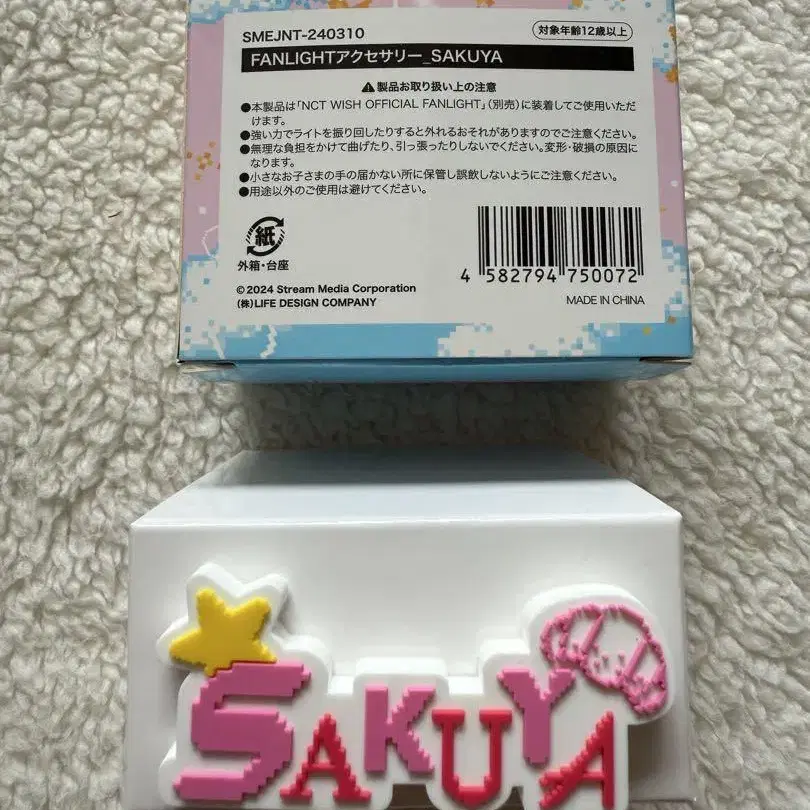 SMEJNT-240310
対象年齢12歳以上
FANLIGHTアクセサリー_SAKUYA
⚠製品お取り扱い上の注意
●本製品は「NCT WISH OFFICIAL FANLIGHT」(別売)に装着してご使用いただ
けます。
●強い力でライトを振り回したりすると外れるおそれがありますのでご注意ください。
●無理な負担をかけて曲げたり、引っ張ったりしないでください。変形・破損の原因に
なります。
●小さなお子さまの手の届かない所に保管し誤飲しないようにご注意ください。
●用途以外のご使用は避けてください。
紙
外箱・台座
4 582794 750072
© 2024 Stream Media Corporation
(株)LIFE DESIGN COMPANY
MADE IN CHINA
SAKUYA